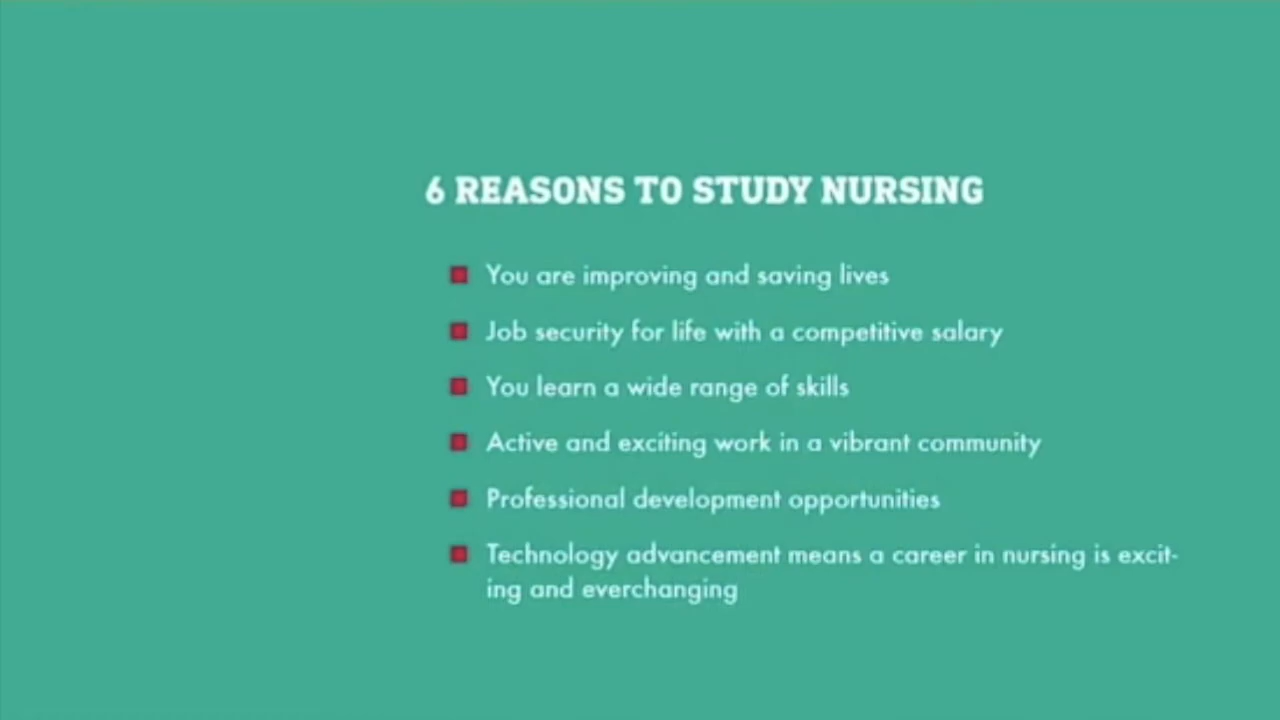 6 REASONS TO STUDY NURSING
You are improving and saving lives
Job security for life with a competitive salary
You learn a wide range of skills
Active and exciting work in a vibrant community
Professional development opportunities
Technology advancement means a career in nursing is excit-
ing and everchanging